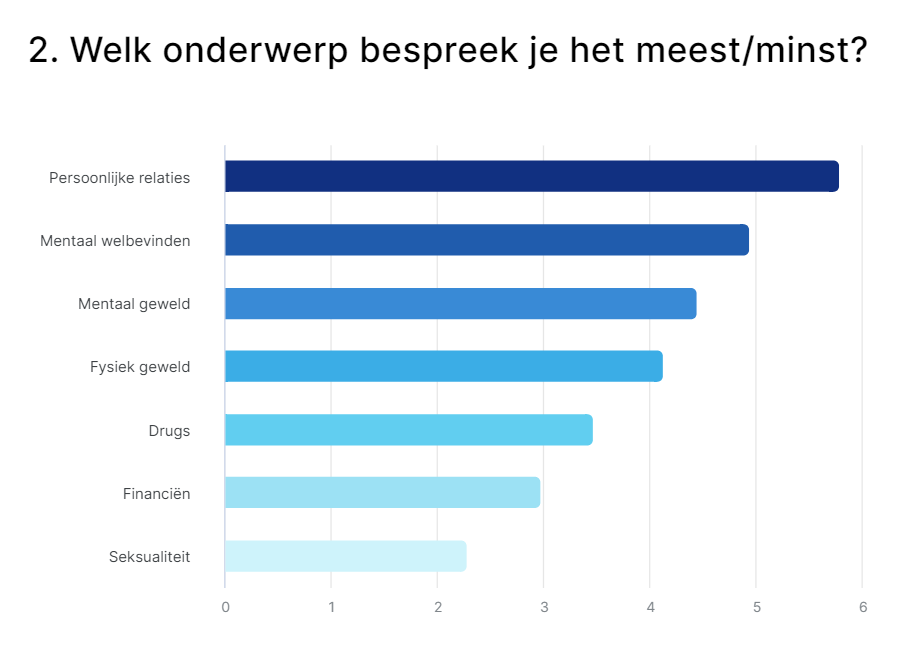 2. Welk onderwerp bespreek je het meest/minst?
Persoonlijke relaties
Mentaal welbevinden
Mentaal geweld
Fysiek geweld
Drugs
Financiën
Seksualiteit
0 1 2 3 4 5 6